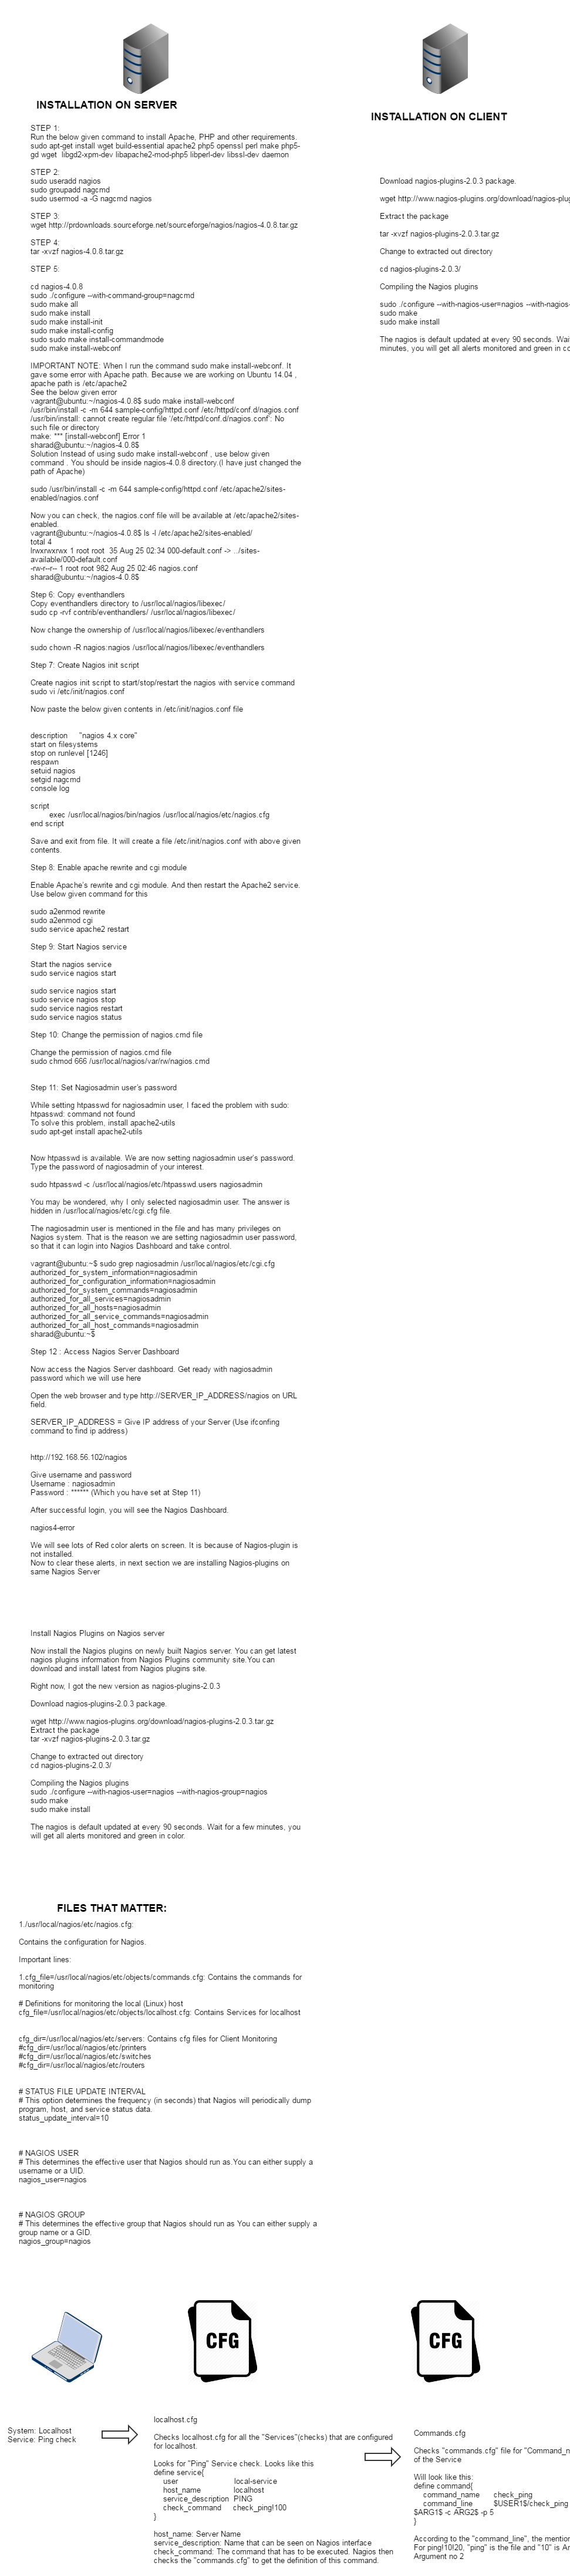 INSTALLATION ON SERVER
STEP 1:
Run the below given command to install Apache, PHP and other requirements.
sudo apt-get install wget build-essential apache2 php5 openssl perl make php5-
gd wget  libgd2-xpm-dev libapache2-mod-php5 libperl-dev libssl-dev daemon
STEP 2:
sudo useradd nagios
sudo groupadd nagcmd
sudo usermod -a -G nagcmd nagios
STEP 3:
wget http://prdownloads.sourceforge.net/sourceforge/nagios/nagios-4.0.8.tar.gz
STEP 4:
tar -xvzf nagios-4.0.8.tar.gz
STEP 5:
cd nagios-4.0.8
sudo ./configure --with-command-group=nagcmd
sudo make all
sudo make install
sudo make install-init
sudo make install-config
sudo sudo make install-commandmode
sudo make install-webconf
IMPORTANT NOTE: When I run the command sudo make install-webconf. It
gave some error with Apache path. Because we are working on Ubuntu 14.04 ,
apache path is /etc/apache2
See the below given error
vagrant@ubuntu:~/nagios-4.0.8$ sudo make install-webconf
/usr/bin/install -c -m 644 sample-config/httpd.conf /etc/httpd/conf.d/nagios.conf
/usr/bin/install: cannot create regular file '/etc/httpd/conf.d/nagios.conf': No
such file or directory
make: *** [install-webconf] Error 1
sharad@ubuntu:~/nagios-4.0.8$
Solution Instead of using sudo make install-webconf , use below given
command . You should be inside nagios-4.0.8 directory.(I have just changed the
path of Apache)
sudo /usr/bin/install -c -m 644 sample-config/httpd.conf /etc/apache2/sites-
enabled/nagios.conf
Now you can check, the nagios.conf file will be available at /etc/apache2/sites-
enabled.
vagrant@ubuntu:~/nagios-4.0.8$ ls -l /etc/apache2/sites-enabled/
total 4
lrwxrwxrwx 1 root root  35 Aug 25 02:34 000-default.conf -> ../sites-
available/000-default.conf
-rw-r--r-- 1 root root 982 Aug 25 02:46 nagios.conf
sharad@ubuntu:~/nagios-4.0.8$
Step 6: Copy eventhandlers
Copy eventhandlers directory to /usr/local/nagios/libexec/
sudo cp -rvf contrib/eventhandlers/ /usr/local/nagios/libexec/
Now change the ownership of /usr/local/nagios/libexec/eventhandlers
sudo chown -R nagios:nagios /usr/local/nagios/libexec/eventhandlers
Step 7: Create Nagios init script
Create nagios init script to start/stop/restart the nagios with service command
sudo vi /etc/init/nagios.conf
Now paste the below given contents in /etc/init/nagios.conf file
description     "nagios 4.x core"
start on filesystems
stop on runlevel [1246]
respawn
setuid nagios
setgid nagcmd
console log
script
exec /usr/local/nagios/bin/nagios /usr/local/nagios/etc/nagios.cfg
end script
Save and exit from file. It will create a file /etc/init/nagios.conf with above given
contents.
Step 8: Enable apache rewrite and cgi module
Enable Apache's rewrite and cgi module. And then restart the Apache2 service.
Use below given command for this
sudo a2enmod rewrite
sudo a2enmod cgi
sudo service apache2 restart
Step 9: Start Nagios service
Start the nagios service
sudo service nagios start
sudo service nagios start
sudo service nagios stop
sudo service nagios restart
sudo service nagios status
Step 10: Change the permission of nagios.cmd file
Change the permission of nagios.cmd file
sudo chmod 666 /usr/local/nagios/var/rw/nagios.cmd
Step 11: Set Nagiosadmin user's password
While setting htpasswd for nagiosadmin user, I faced the problem with sudo:
htpasswd: command not found
To solve this problem, install apache2-utils
sudo apt-get install apache2-utils
Now htpasswd is available. We are now setting nagiosadmin user's password.
Type the password of nagiosadmin of your interest.
sudo htpasswd -c /usr/local/nagios/etc/htpasswd.users nagiosadmin
You may be wondered, why I only selected nagiosadmin user. The answer is
hidden in /usr/local/nagios/etc/cgi.cfg file.
The nagiosadmin user is mentioned in the file and has many privileges on
Nagios system. That is the reason we are setting nagiosadmin user password,
so that it can login into Nagios Dashboard and take control.
vagrant@ubuntu:~$ sudo grep nagiosadmin /usr/local/nagios/etc/cgi.cfg
authorized_for_system_information=nagiosadmin
authorized_for_configuration_information=nagiosadmin
authorized_for_system_commands=nagiosadmin
authorized_for_all_services=nagiosadmin
authorized_for_all_hosts=nagiosadmin
authorized_for_all_service_commands=nagiosadmin
authorized_for_all_host_commands=nagiosadmin
sharad@ubuntu:~$
Step 12 : Access Nagios Server Dashboard
Now access the Nagios Server dashboard. Get ready with nagiosadmin
password which we will use here
Open the web browser and type http://SERVER_IP_ADDRESS/nagios on URL
field.
SERVER_IP_ADDRESS = Give IP address of your Server (Use ifconfing
command to find ip address)
http://192.168.56.102/nagios
Give username and password
Username : nagiosadmin
Password : ****** (Which you have set at Step 11)
After successful login, you will see the Nagios Dashboard.
nagios4-error
We will see lots of Red color alerts on screen. It is because of Nagios-plugin is
not installed.
Now to clear these alerts, in next section we are installing Nagios-plugins on
same Nagios Server
Install Nagios Plugins on Nagios server
Now install the Nagios plugins on newly built Nagios server. You can get latest
nagios plugins information from Nagios Plugins community site.You can
download and install latest from Nagios plugins site.
Right now, I got the new version as nagios-plugins-2.0.3
Download nagios-plugins-2.0.3 package.
wget http://www.nagios-plugins.org/download/nagios-plugins-2.0.3.tar.gz
Extract the package
tar -xvzf nagios-plugins-2.0.3.tar.gz
Change to extracted out directory
cd nagios-plugins-2.0.3/
Compiling the Nagios plugins
sudo ./configure --with-nagios-user=nagios --with-nagios-group=nagios
sudo make
sudo make install
The nagios is default updated at every 90 seconds. Wait for a few minutes, you
will get all alerts monitored and green in color.
INSTALLATION ON CLIENT
Download nagios-plugins-2.0.3 package.
wget http://www.nagios-plugins.org/download/nagios-plug
Extract the package
tar -xvzf nagios-plugins-2.0.3.tar.gz
Change to extracted out directory
cd nagios-plugins-2.0.3/
Compiling the Nagios plugins
sudo ./configure --with-nagios-user=nagios --with-nagios-
sudo make
sudo make install
The nagios is default updated at every 90 seconds. Wai
minutes, you will get all alerts monitored and green in co
FILES THAT MATTER:
1./usr/local/nagios/etc/nagios.cfg:
Contains the configuration for Nagios.
Important lines:
1.cfg_file=/usr/local/nagios/etc/objects/commands.cfg: Contains the commands for
monitoring
# Definitions for monitoring the local (Linux) host
cfg_file=/usr/local/nagios/etc/objects/localhost.cfg: Contains Services for localhost
cfg_dir=/usr/local/nagios/etc/servers: Contains cfg files for Client Monitoring
#cfg_dir=/usr/local/nagios/etc/printers
#cfg_dir=/usr/local/nagios/etc/switches
#cfg_dir=/usr/local/nagios/etc/routers
# STATUS FILE UPDATE INTERVAL
# This option determines the frequency (in seconds) that Nagios will periodically dump
program, host, and service status data.
status_update_interval=10
# NAGIOS USER
# This determines the effective user that Nagios should run as.You can either supply a
username or a UID.
nagios_user=nagios
# NAGIOS GROUP
# This determines the effective group that Nagios should run as You can either supply a
group name or a GID.
nagios_group=nagios
CFG
CFG
System: Localhost
Service: Ping check
localhost.cfg
Checks localhost.cfg for all the "Services"(checks) that are configured
for localhost.
Looks for "Ping" Service check. Looks like this
define service{
user                          local-service
host_name               localhost
service_description  PING
check_command     check_ping!100
}
host_name: Server Name
service_description: Name that can be seen on Nagios interface
check_command: The command that has to be executed. Nagios then
checks the "commands.cfg" to get the definition of this command.
Commands.cfg
Checks "commands.cfg" file for "Command_n
of the Service
Will look like this:
define command{
command_name      check_ping
command_line         $USER1$/check_ping
$ARG1$ -c ARG2$ -p 5
}
According to the "command_line", the mention
For ping!10!20, "ping" is the file and "10" is Ar
Argument no 2